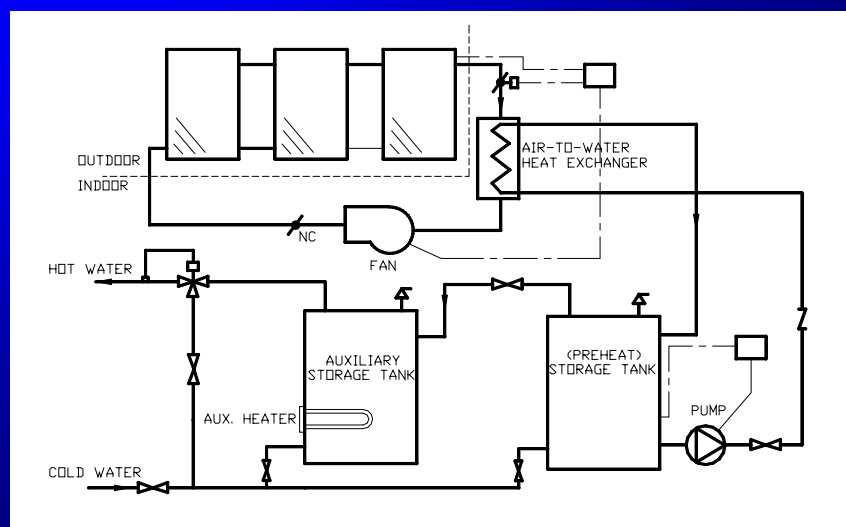 OUTDOOR
INDOOR
AIR-TO-WATER
HEAT EXCHANGER
NC
FAN
HOT WATER
AUXILIARY
STORAGE TANK
(PREHEAT)
STORAGE TANK
AUX. HEATER
PUMP
COLD WATER